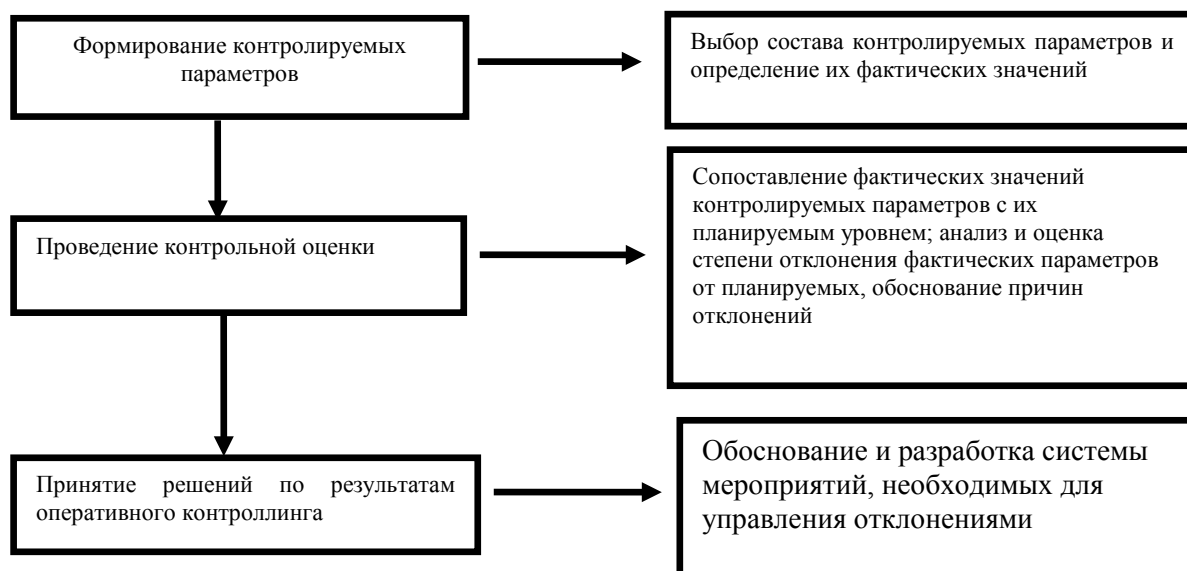 Формирование контролируемых
параметров
Выбор состава контролируемых параметров и
определение их фактических значений
Проведение контрольной оценки
Сопоставление фактических значений
контролируемых параметров с их
планируемым уровнем; анализ и оценка
степени отклонения фактических параметров
от планируемых, обоснование причин
отклонений
Принятие решений по результатам
оперативного контроллинга
Обоснование и разработка системы
мероприятий, необходимых для
управления отклонениями